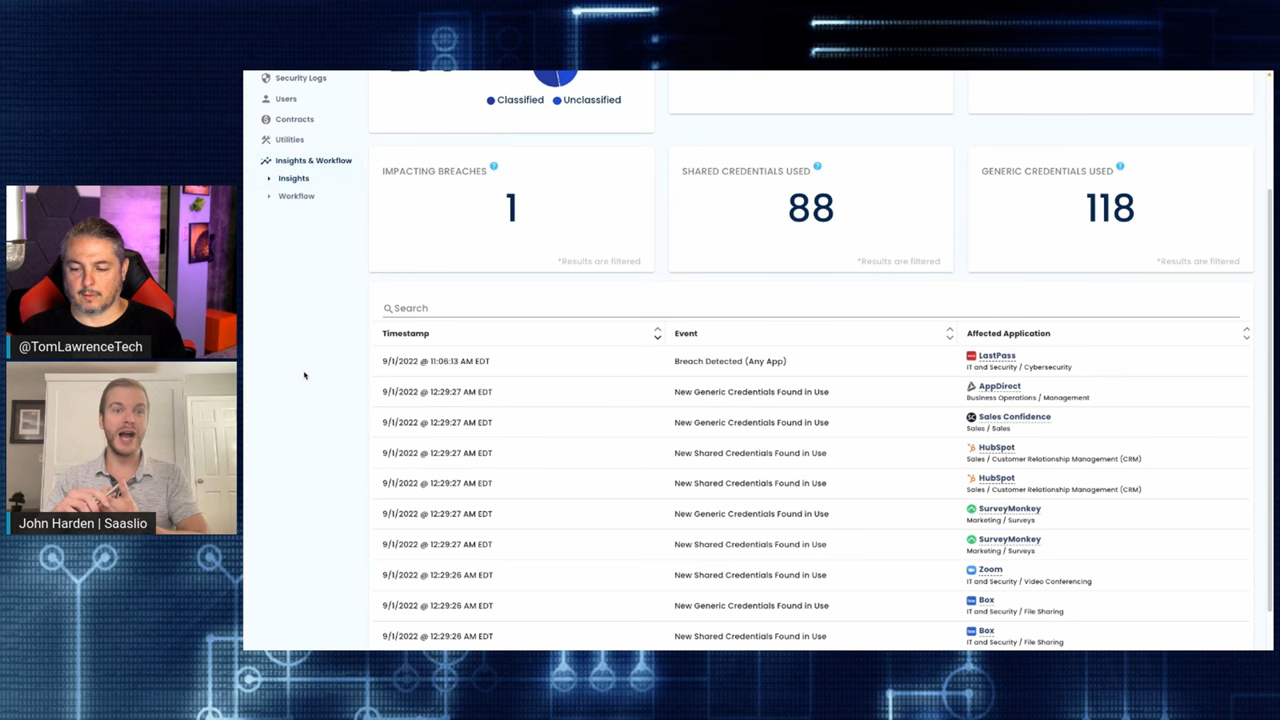 Security Logs
Users
Contracts
Utilities
Insights & Workflow
Insights
Workflow
Classified Unclassified
IMPACTING BREACHES
1
*Results are filtered
SHARED CREDENTIALS USED
88
*Results are filtered
GENERIC CREDENTIALS USED
118
*Results are filtered
Search
Timestamp Event Affected Application
9/1/2022 @ 11:06:13 AM EDT Breach Detected (Any App) LastPass
IT and Security / Cybersecurity
9/1/2022 @ 12:29:27 AM EDT New Generic Credentials Found in Use AppDirect
Business Operations / Management
9/1/2022 @ 12:29:27 AM EDT New Generic Credentials Found in Use Sales Confidence
Sales / Sales
9/1/2022 @ 12:29:27 AM EDT New Shared Credentials Found in Use HubSpot
Sales / Customer Relationship Management (CRM)
9/1/2022 @ 12:29:27 AM EDT New Shared Credentials Found in Use HubSpot
Sales / Customer Relationship Management (CRM)
9/1/2022 @ 12:29:27 AM EDT New Generic Credentials Found in Use SurveyMonkey
Marketing / Surveys
9/1/2022 @ 12:29:27 AM EDT New Shared Credentials Found in Use SurveyMonkey
Marketing / Surveys
9/1/2022 @ 12:29:26 AM EDT New Shared Credentials Found in Use Zoom
IT and Security / Video Conferencing
9/1/2022 @ 12:29:26 AM EDT New Generic Credentials Found in Use Box
IT and Security / File Sharing
9/1/2022 @ 12:29:26 AM EDT New Shared Credentials Found in Use Box
IT and Security / File Sharing
@TomLawrenceTech
John Harden | Saaslio